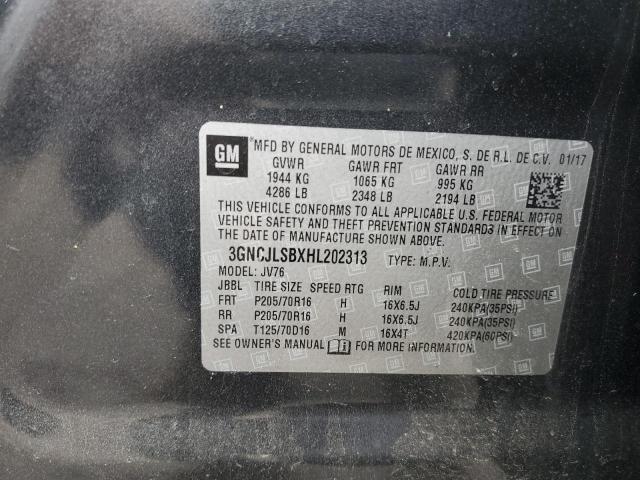 GM
MFD BY GENERAL MOTORS DE MEXICO, S. DE R.L. DE C.V. 01/17
GVWR GAWR FRT GAWR RR
1944 KG 1065 KG 995 KG
4286 LB 2348 LB 2194 LB
THIS VEHICLE CONFORMS TO ALL APPLICABLE U.S. FEDERAL MOTOR
VEHICLE SAFETY AND THEFT PREVENTION STANDARDS IN EFFECT ON
THE DATE OF MANUFACTURE SHOWN ABOVE.
3GNCJLSBXHL202313 TYPE: M.P.V.
MODEL: JV76
JBBL TIRE SIZE SPEED RTG RIM COLD TIRE PRESSURE
FRT P205/70R16 H 16X6.5J 240KPA(35PSI)
RR P205/70R16 H 16X6.5J 240KPA(35PSI)
SPA T125/70D16 M 16X4T 420KPA(60PSI)
SEE OWNER'S MANUAL FOR MORE INFORMATION.